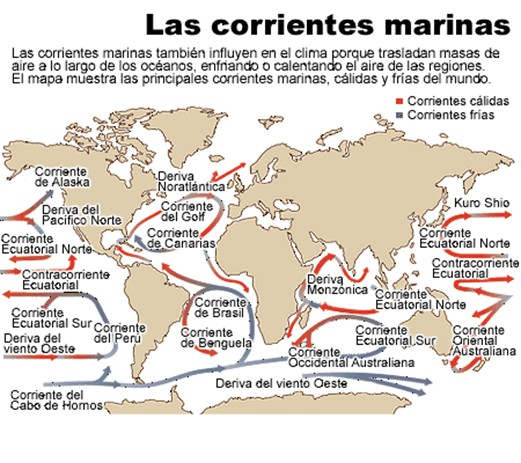 Las corrientes marinas
Las corrientes marinas también influyen en el clima porque trasladan masas de
aire a lo largo de los océanos, enfriando o calentando el aire de las regiones.
El mapa muestra las principales corrientes marinas, cálidas y frías del mundo.
Corrientes cálidas
Corrientes frías
Corriente
de Alaska
Deriva
Noratlántica
Deriva del
Pacífico Norte
Corriente
del Golf
Kuro Shio
Corriente
Ecuatorial Norte
Corriente
de Canarias
Corriente
Ecuatorial Norte
Contracorriente
Ecuatorial
Contracorriente
Ecuatorial
Deriva
Monzónica
Corriente
Ecuatorial Norte
Corriente
Ecuatorial Sur
Corriente
del Perú
Corriente
de Brasil
Corriente
de Benguela
Corriente
Ecuatorial Sur
Corriente
Oriental
Australiana
Deriva del
viento Oeste
Corriente
Occidental Australiana
Deriva del viento Oeste
Corriente del
Cabo de Hornos